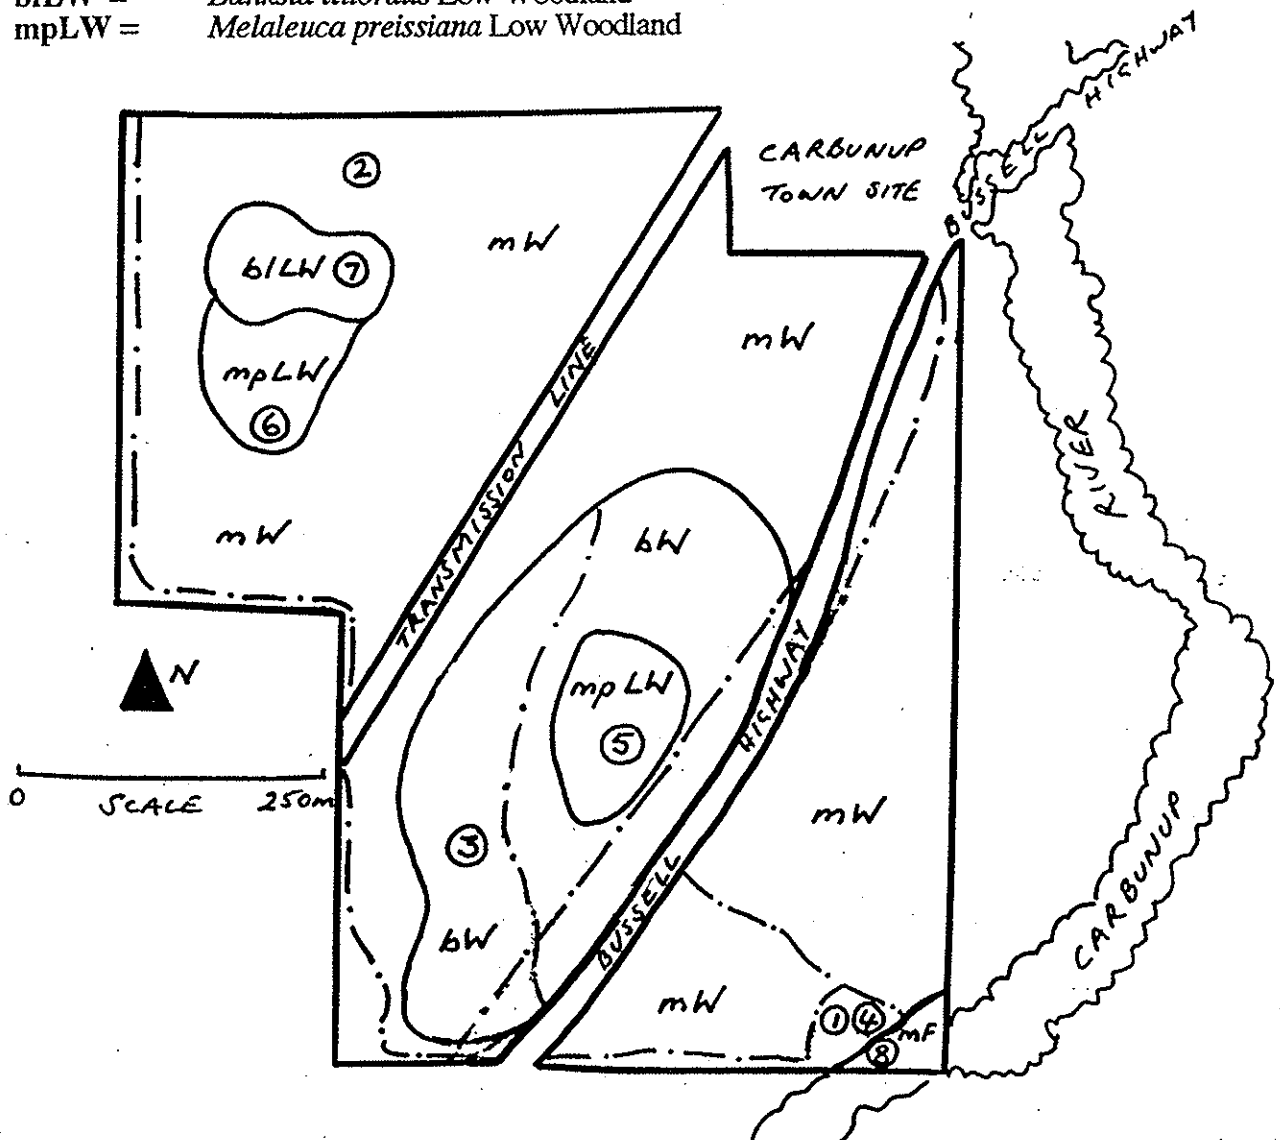 mpLW = Melaleuca preissiana Low Woodland
CARBUNUP
TOWN SITE
HIGHWAY
2
mW
blLW 7
mW
mpLW
6
TRANSMISSION LINE
RIVER
mW
bW
N
mpLW
5
BUSSELL HIGHWAY
0 SCALE 250m
mW
3
CARBUNUP
bW
mW
1 4
mF
8